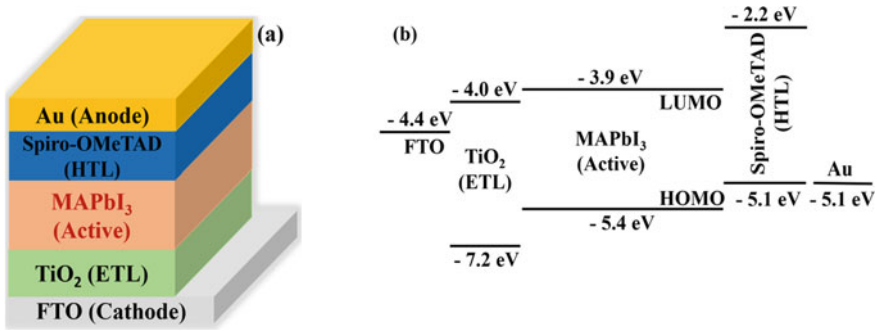 (a)
Au (Anode)
Spiro-OMeTAD
(HTL)
MAPbI₃
(Active)
TiO₂ (ETL)
FTO (Cathode)
(b)
- 2.2 eV
- 3.9 eV
- 4.0 eV
LUMO
- 4.4 eV
FTO
TiO₂
(ETL)
MAPbI₃
(Active)
Spiro-OMeTAD
(HTL)
Au
HOMO
- 5.1 eV
- 5.1 eV
- 5.4 eV
- 7.2 eV